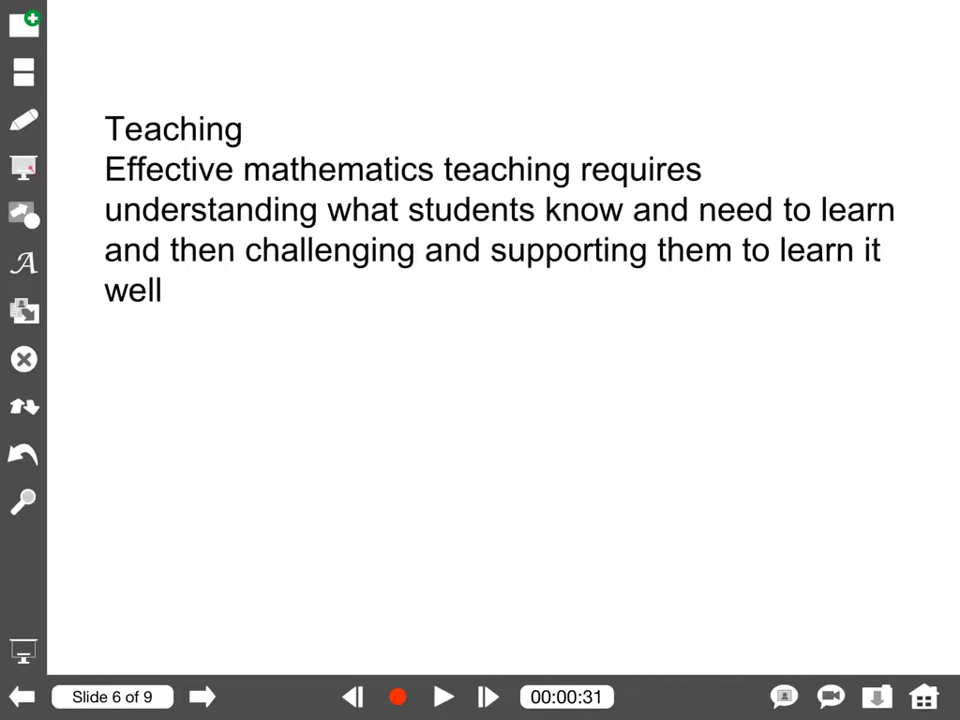 Teaching
Effective mathematics teaching requires
understanding what students know and need to learn
and then challenging and supporting them to learn it
well
A
Slide 6 of 9
00:00:31